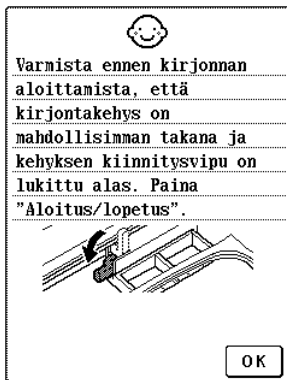 Varmista ennen kirjonnan
aloittamista, että
kirjontakehys on
mahdollisimman takana ja
kehyksen kiinnitysvipu on
lukittu alas. Paina
"Aloitus/lopetus".
OK